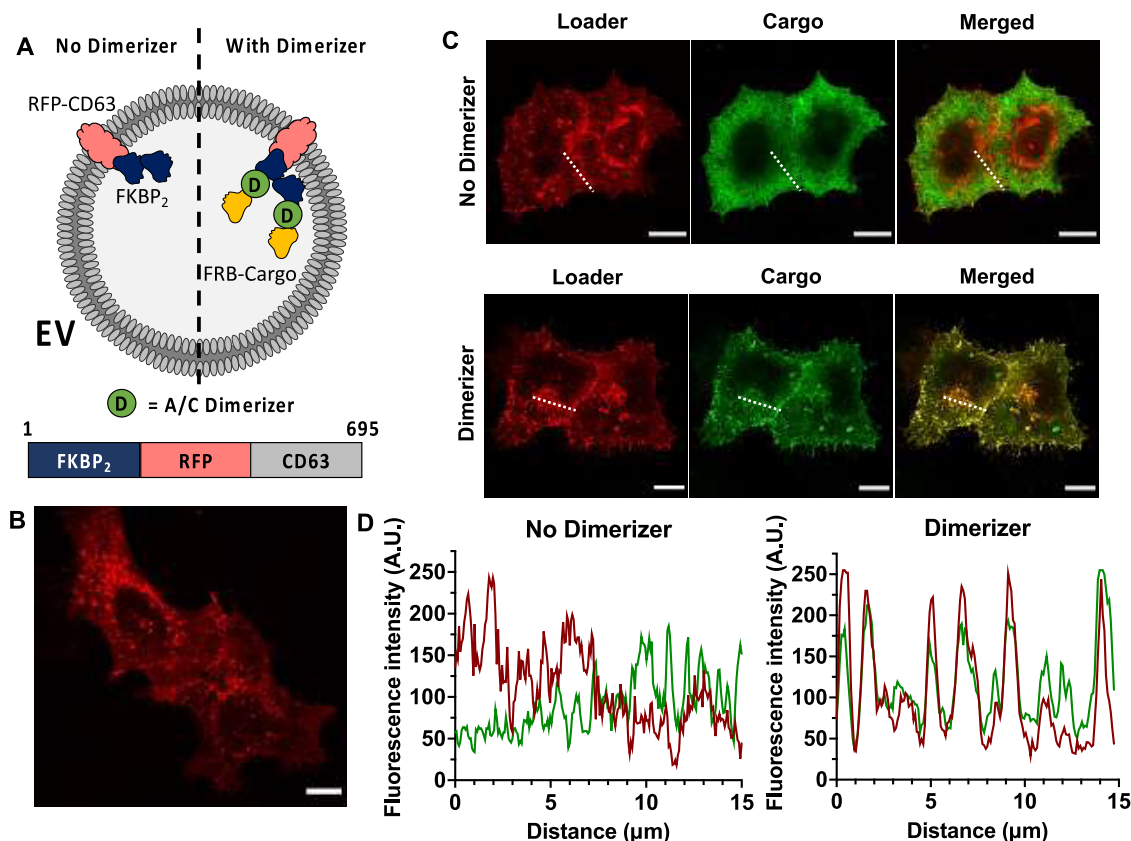 A
No Dimerizer
With Dimerizer
RFP-CD63
FKBP2
D
D
FRB-Cargo
EV
D = A/C Dimerizer
1
695
FKBP2
RFP
CD63
B
C
Loader
Cargo
Merged
No Dimerizer
Loader
Cargo
Merged
Dimerizer
D
No Dimerizer
Fluorescence intensity (A.U.)
250
200
150
100
50
0
0
5
10
15
Distance (µm)
Dimerizer
Fluorescence intensity (A.U.)
250
200
150
100
50
0
0
5
10
15
Distance (µm)